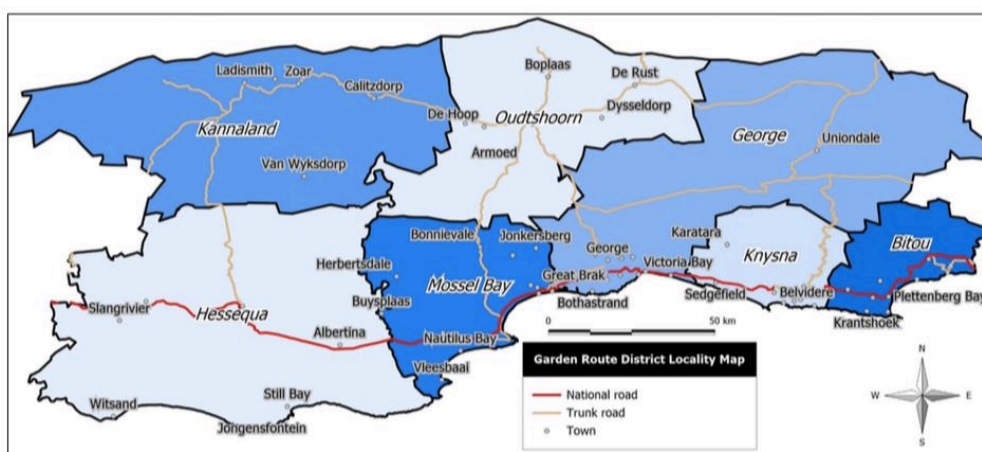 Ladismith
Zoar
Calitzdorp
Kannaland
Van Wyksdorp
Boplaas
De Rust
De Hoop
Oudtshoorn
Dysseldorp
Armoed
George
Uniondale
Bonnievale
Jonkersberg
Herbertsdale
Mossel Bay
Buysplaas
Great Brak
George
Bothastrand
Victoria Bay
Karatara
Knysna
Bitou
Sedgefield
Belvidere
Plettenberg Bay
Krantshoek
Slangrivier
Hessequa
Albertina
Nautilus Bay
Vleesbaai
Witsand
Still Bay
Jongensfontein
0 50 km
Garden Route District Locality Map
National road
Trunk road
Town
N
W E
S